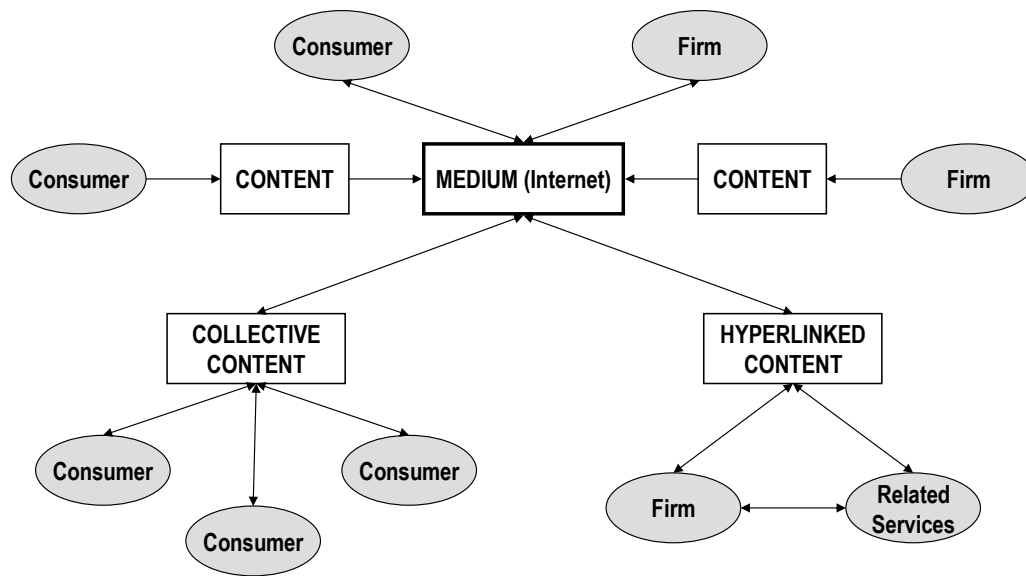 Consumer
Firm
Consumer
CONTENT
MEDIUM (Internet)
CONTENT
Firm
COLLECTIVE
CONTENT
HYPERLINKED
CONTENT
Consumer
Consumer
Consumer
Firm
Related
Services